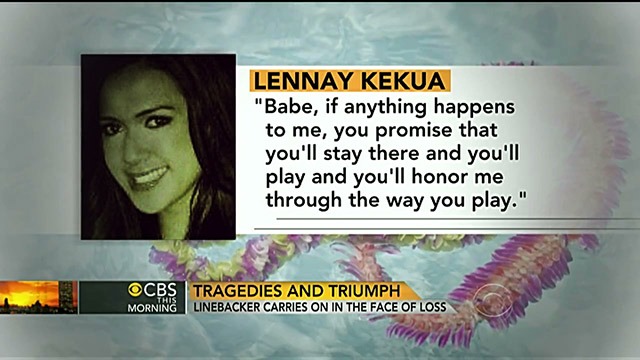 LENNAY KEKUA
"Babe, if anything happens
to me, you promise that
you'll stay there and you'll
play and you'll honor me
through the way you play."
CBS
THIS
MORNING
TRAGEDIES AND TRIUMPH
LINEBACKER CARRIES ON IN THE FACE OF LOSS